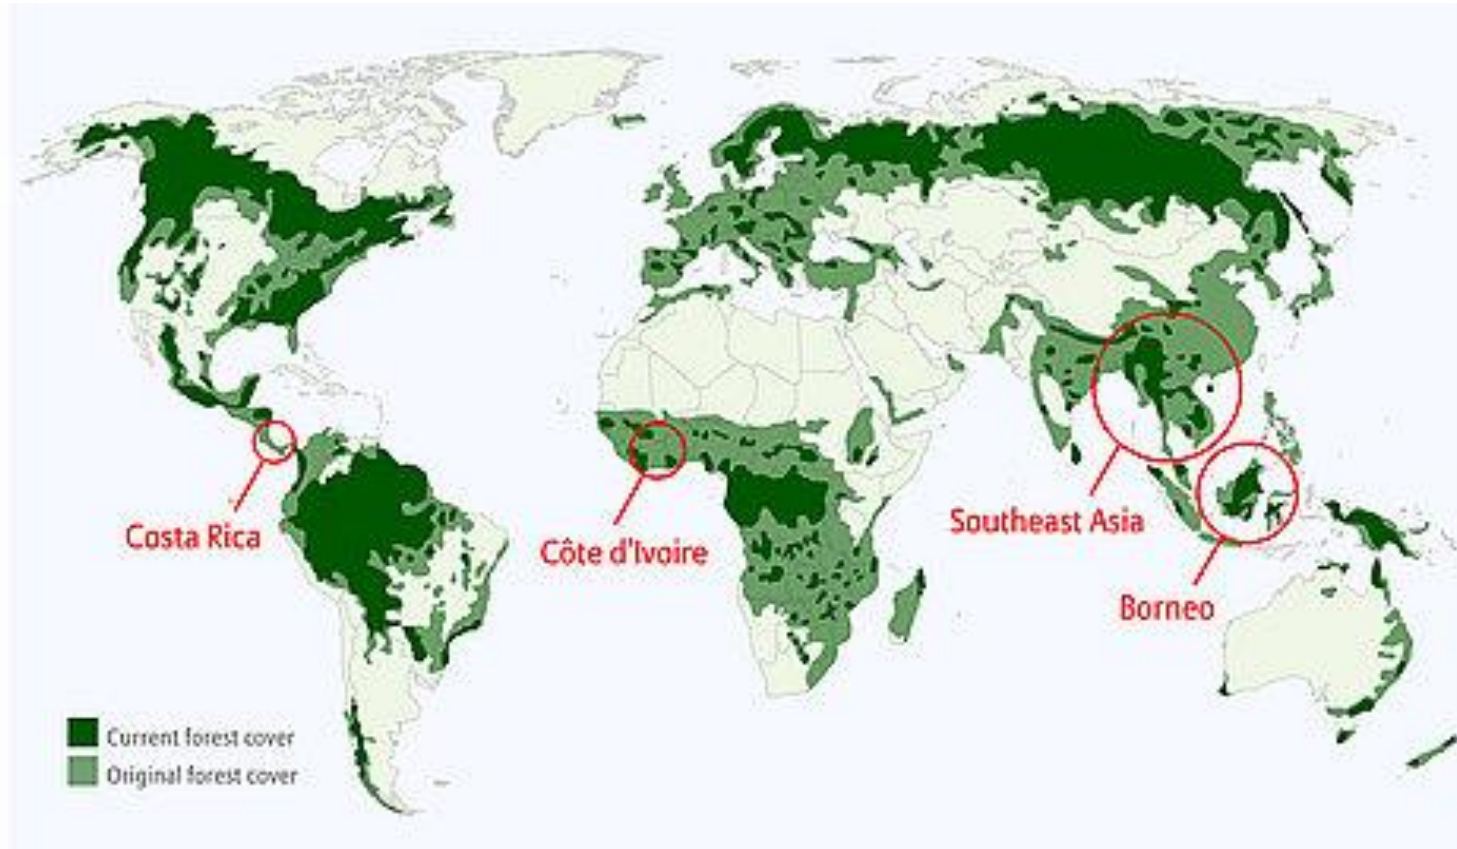 Costa Rica
Côte d'Ivoire
Southeast Asia
Borneo
Current forest cover
Original forest cover